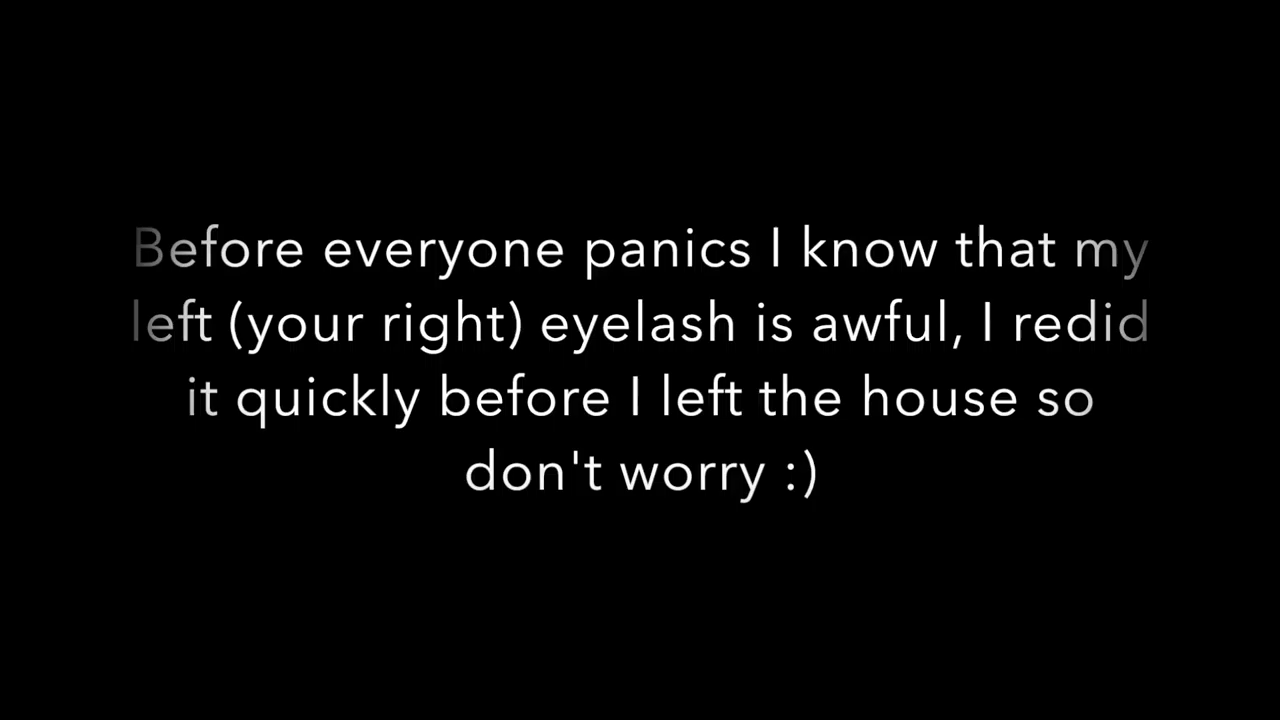 Before everyone panics I know that my
left (your right) eyelash is awful, I redid
it quickly before I left the house so
don't worry :)